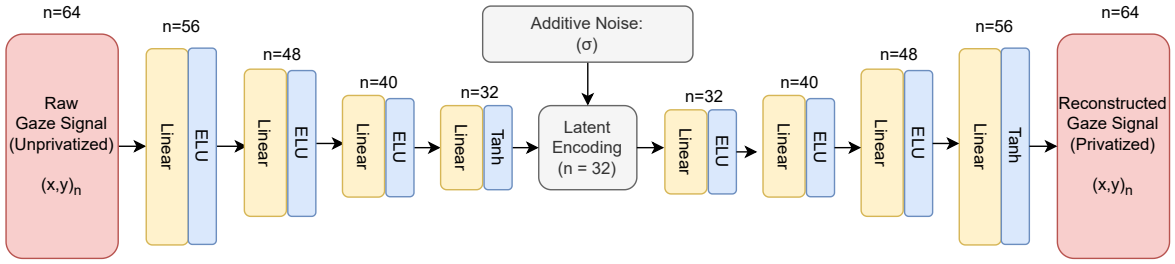 n=64
Raw
Gaze Signal
(Unprivatized)
(x,y)n
n=56
Linear
ELU
n=48
Linear
ELU
n=40
Linear
ELU
n=32
Linear
Tanh
Additive Noise:
(σ)
Latent
Encoding
(n = 32)
n=32
Linear
ELU
n=40
Linear
ELU
n=48
Linear
ELU
n=56
Linear
Tanh
n=64
Reconstructed
Gaze Signal
(Privatized)
(x,y)n